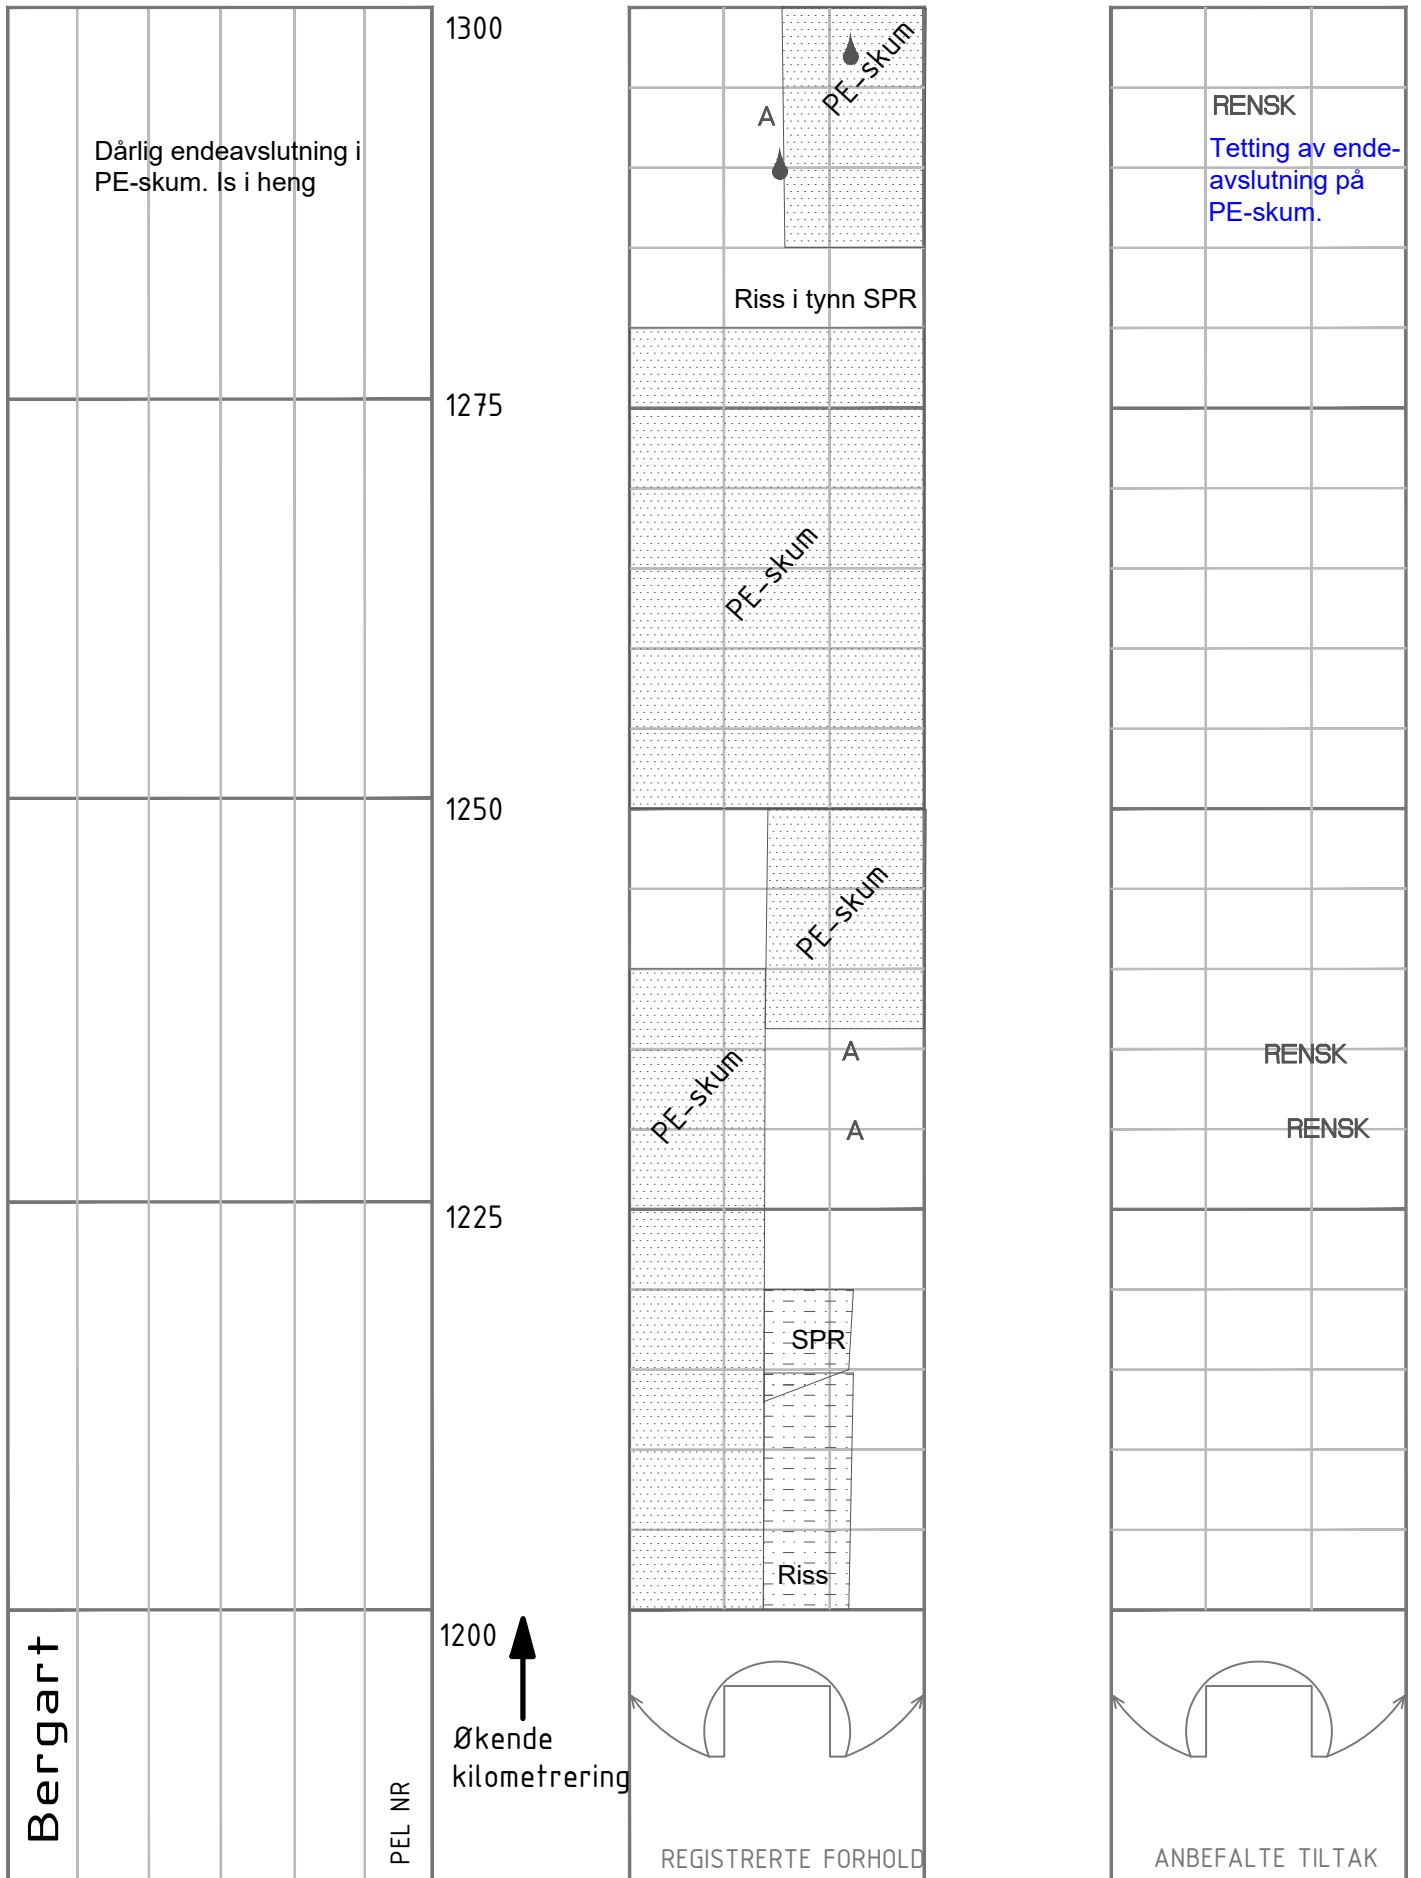 1300
PE-skum
A
RENSK
Dårlig endeavslutning i
PE-skum. Is i heng
Tetting av ende-
avslutning på
PE-skum.
Riss i tynn SPR
1275
PE-skum
1250
PE-skum
PE-skum
A
RENSK
A
RENSK
1225
SPR
Riss
1200
Økende
kilometrering
Bergart
PEL NR
REGISTRERTE FORHOLD
ANBEFALTE TILTAK